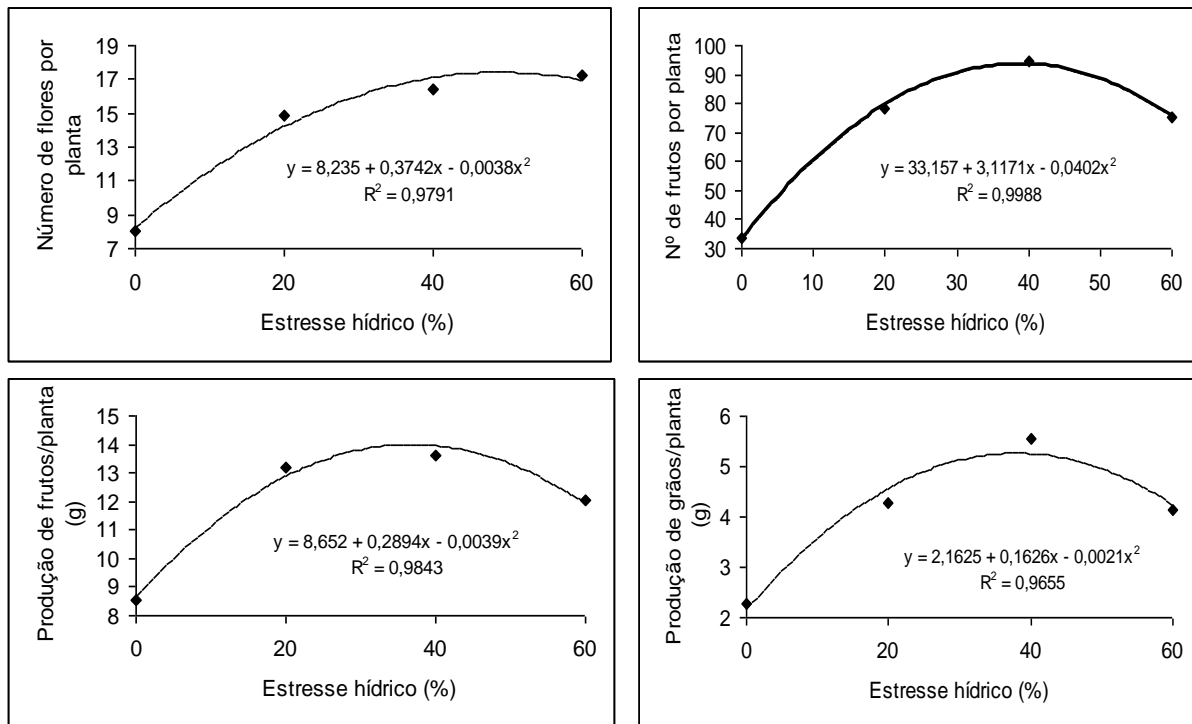 Número de flores por
planta
19
17
15
13
11
9
7
y = 8,235 + 0,3742x - 0,0038x²
R² = 0,9791
0 20 40 60
Estresse hídrico (%)
Nº de frutos por planta
100
90
80
70
60
50
40
30
y = 33,157 + 3,1171x - 0,0402x²
R² = 0,9988
0 10 20 30 40 50 60
Estresse hídrico (%)
Produção de frutos/planta
(g)
15
14
13
12
11
10
9
8
y = 8,652 + 0,2894x - 0,0039x²
R² = 0,9843
0 20 40 60
Estresse hídrico (%)
Produção de grãos/planta
(g)
6
5
4
3
2
y = 2,1625 + 0,1626x - 0,0021x²
R² = 0,9655
0 20 40 60
Estresse hídrico (%)